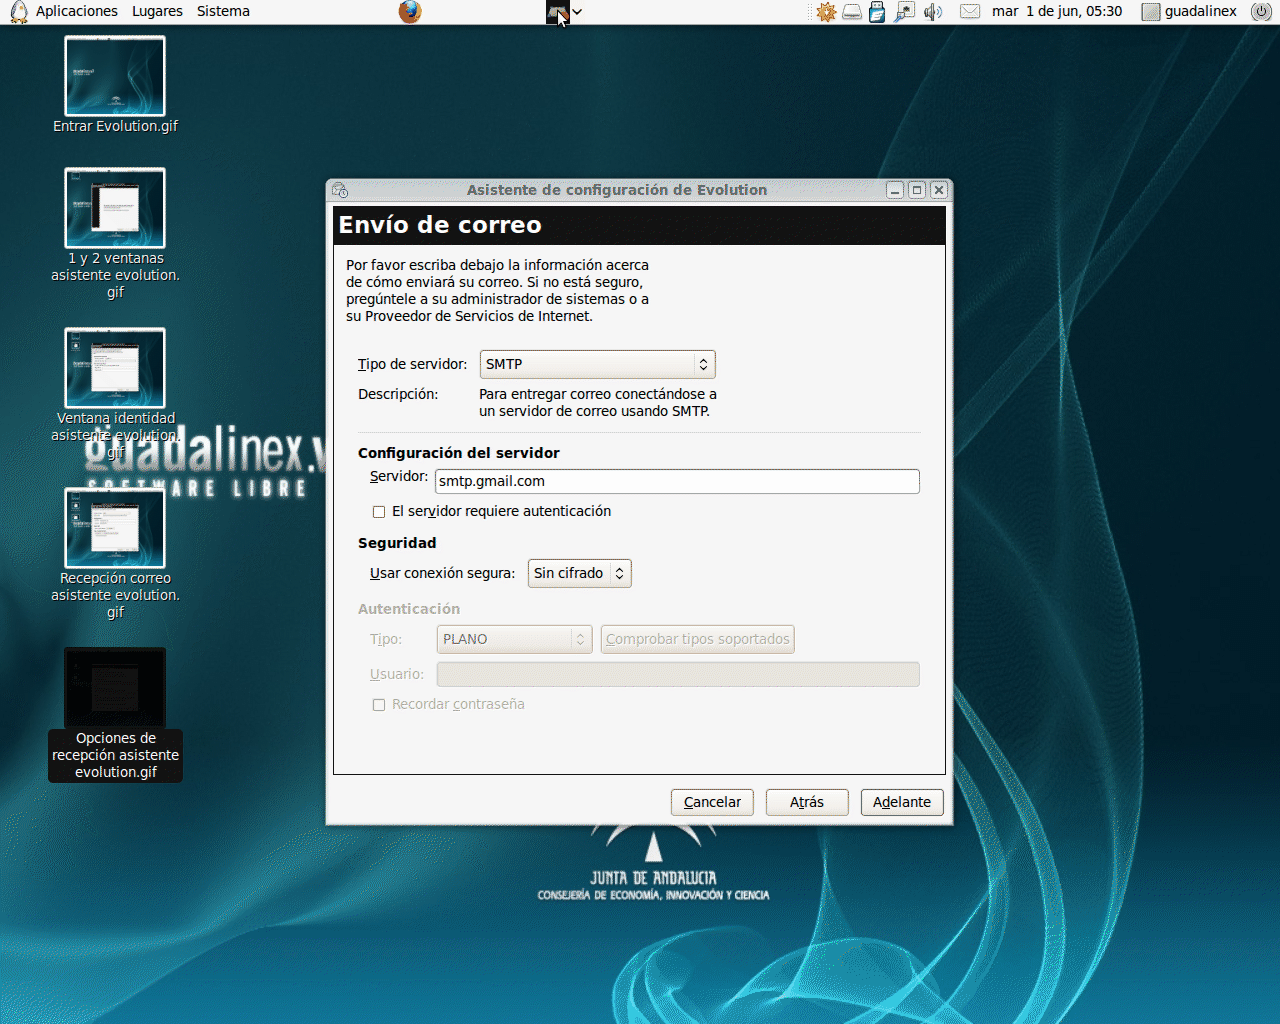 Aplicaciones Lugares Sistema
mar 1 de jun, 05:30 guadalinex
Entrar Evolution.gif
1 y 2 ventanas
asistente evolution.
gif
Ventana identidad
asistente evolution.
gif
guadalinex.v
SOFTWARE LIBRE
Recepción correo
asistente evolution.
gif
Opciones de
recepción asistente
evolution.gif
Asistente de configuración de Evolution
Envío de correo
Por favor escriba debajo la información acerca
de cómo enviará su correo. Si no está seguro,
pregúntele a su administrador de sistemas o a
su Proveedor de Servicios de Internet.
Tipo de servidor: SMTP
Descripción: Para entregar correo conectándose a
un servidor de correo usando SMTP.
Configuración del servidor
Servidor: smtp.gmail.com
El servidor requiere autenticación
Seguridad
Usar conexión segura: Sin cifrado
Autenticación
Tipo: PLANO Comprobar tipos soportados
Usuario:
Recordar contraseña
Cancelar Atrás Adelante
JUNTA DE ANDALUCIA
CONSEJERÍA DE ECONOMÍA, INNOVACIÓN Y CIENCIA